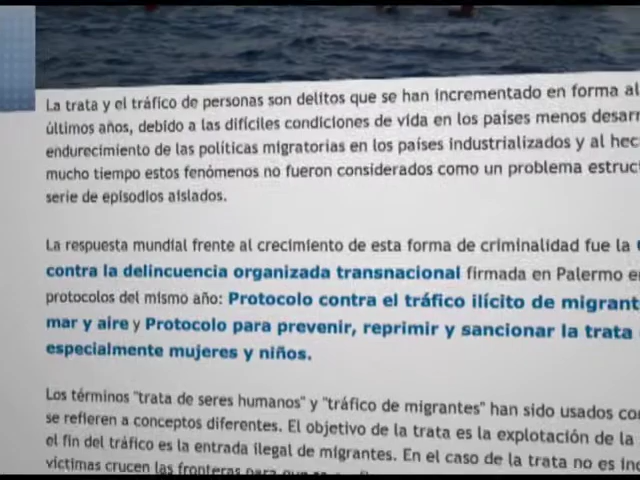 La trata y el tráfico de personas son delitos que se han incrementado en forma al
últimos años, debido a las difíciles condiciones de vida en los países menos
endurecimiento de las políticas migratorias en los países industrializados y al
mucho tiempo estos fenómenos no fueron considerados como un problema
serie de episodios aislados.
La respuesta mundial frente al crecimiento de esta forma de criminalidad fue la
contra la delincuencia organizada transnacional firmada en Palermo
protocolos del mismo año: Protocolo contra el tráfico ilícito de
mar y aire y Protocolo para prevenir, reprimir y sancionar la trata
especialmente mujeres y niños.
Los términos "trata de seres humanos" y "tráfico de migrantes" han sido usados
se refieren a conceptos diferentes. El objetivo de la trata es la explotación de la
el fin del tráfico es la entrada ilegal de migrantes. En el caso de la trata no es
víctimas crucen las fronteras para que